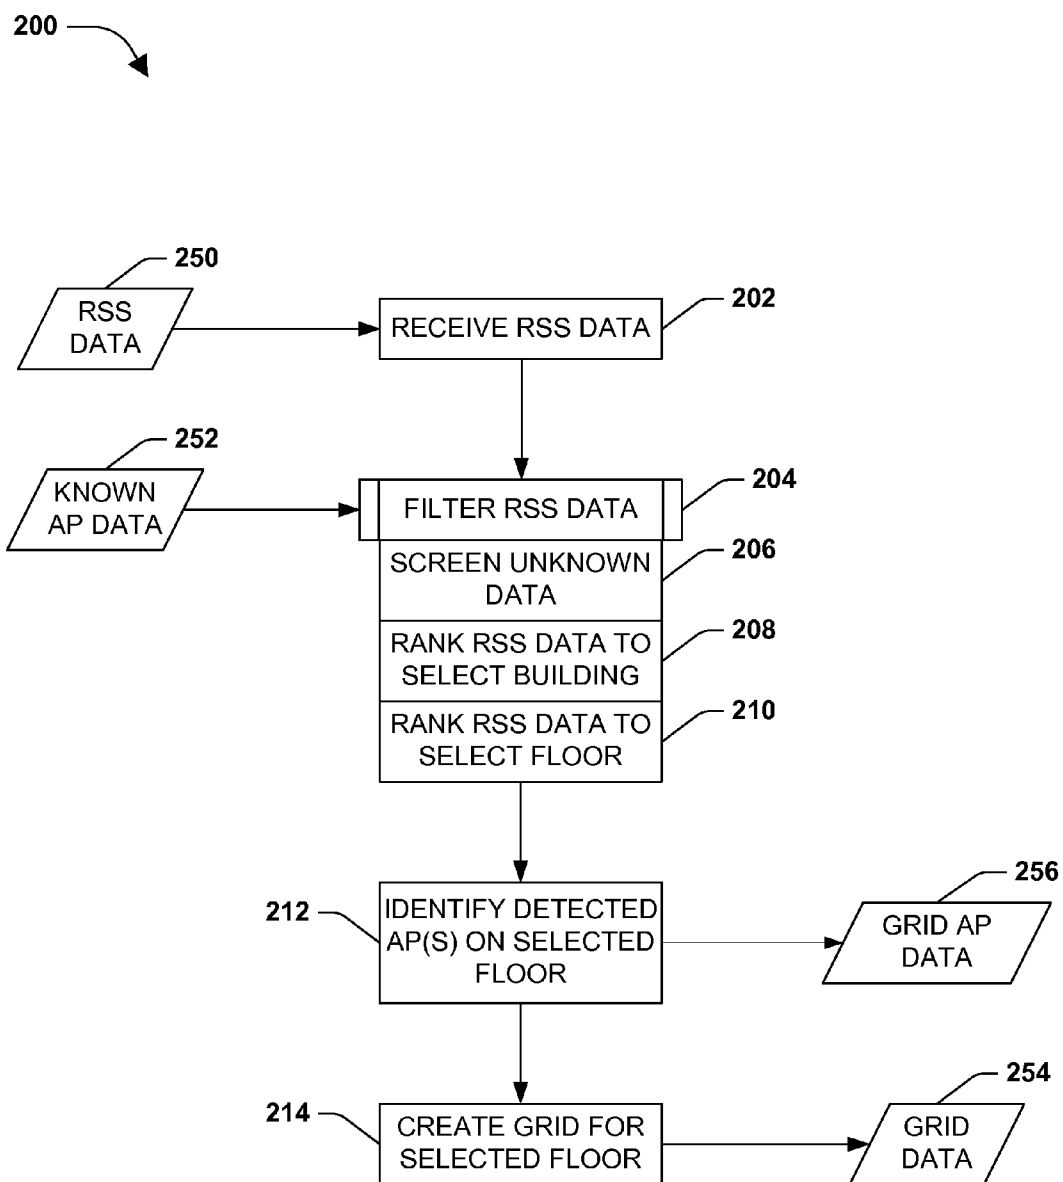 200
250
RSS
DATA
RECEIVE RSS DATA
202
252
KNOWN
AP DATA
FILTER RSS DATA
204
SCREEN UNKNOWN
DATA
206
RANK RSS DATA TO
SELECT BUILDING
208
RANK RSS DATA TO
SELECT FLOOR
210
212
IDENTIFY DETECTED
AP(S) ON SELECTED
FLOOR
256
GRID AP
DATA
214
CREATE GRID FOR
SELECTED FLOOR
254
GRID
DATA